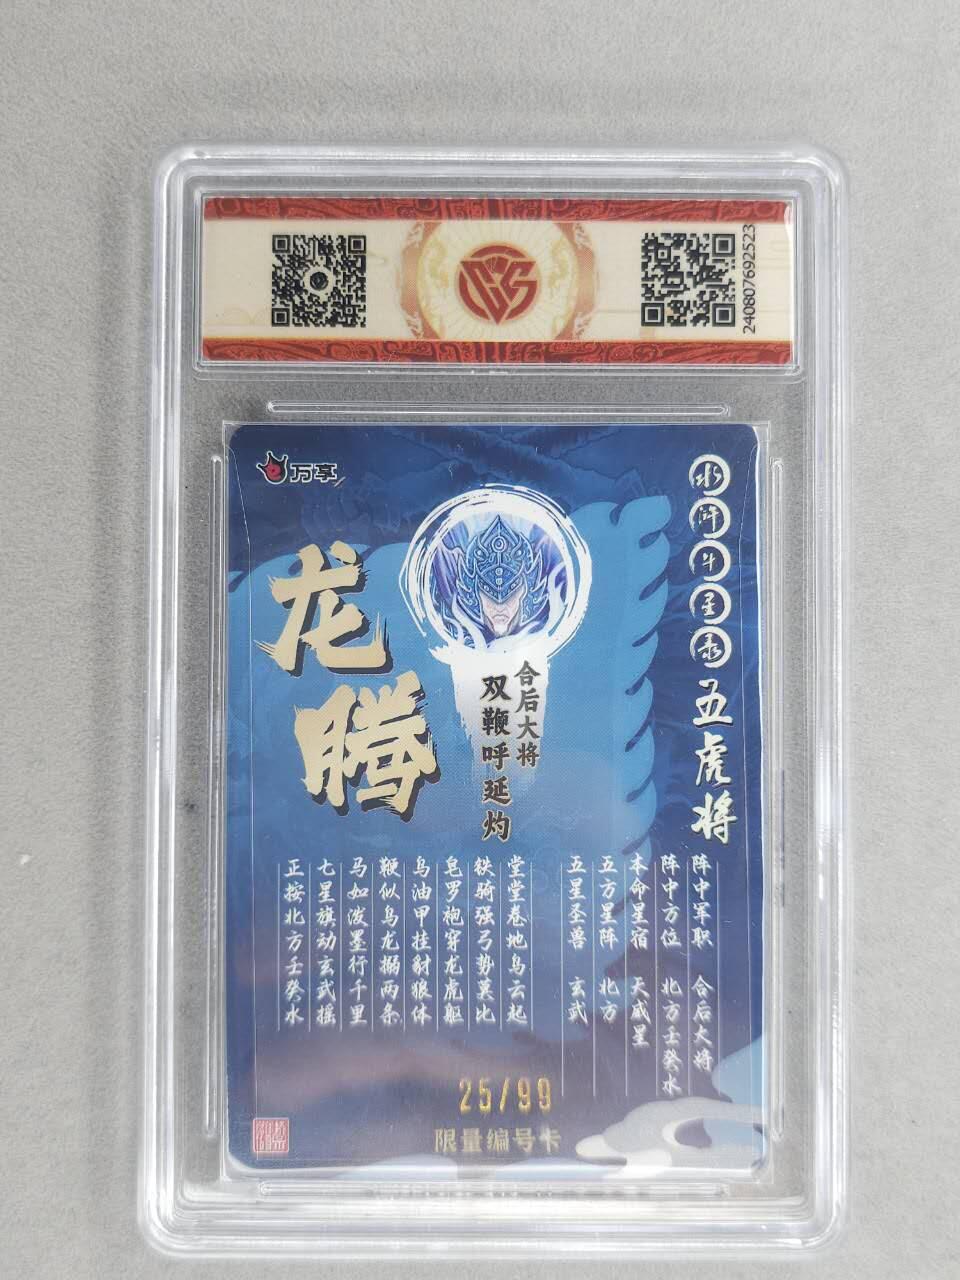 CCS
240807692523
万享
水浒斗星录 五虎将
龙腾
合后大将
双鞭呼延灼
阵中军职 合后大将
阵中方位 北方壬癸水
本命星宿 天威星
五方星阵 北方
五星圣兽 玄武
堂堂卷地乌云起
铁骑强弓势莫比
皂罗袍穿龙虎躯
乌油甲挂豺狼体
鞭似乌龙搦两条
马如泼墨行千里
七星旗动玄武摇
正按北方壬癸水
25/99
限量编号卡